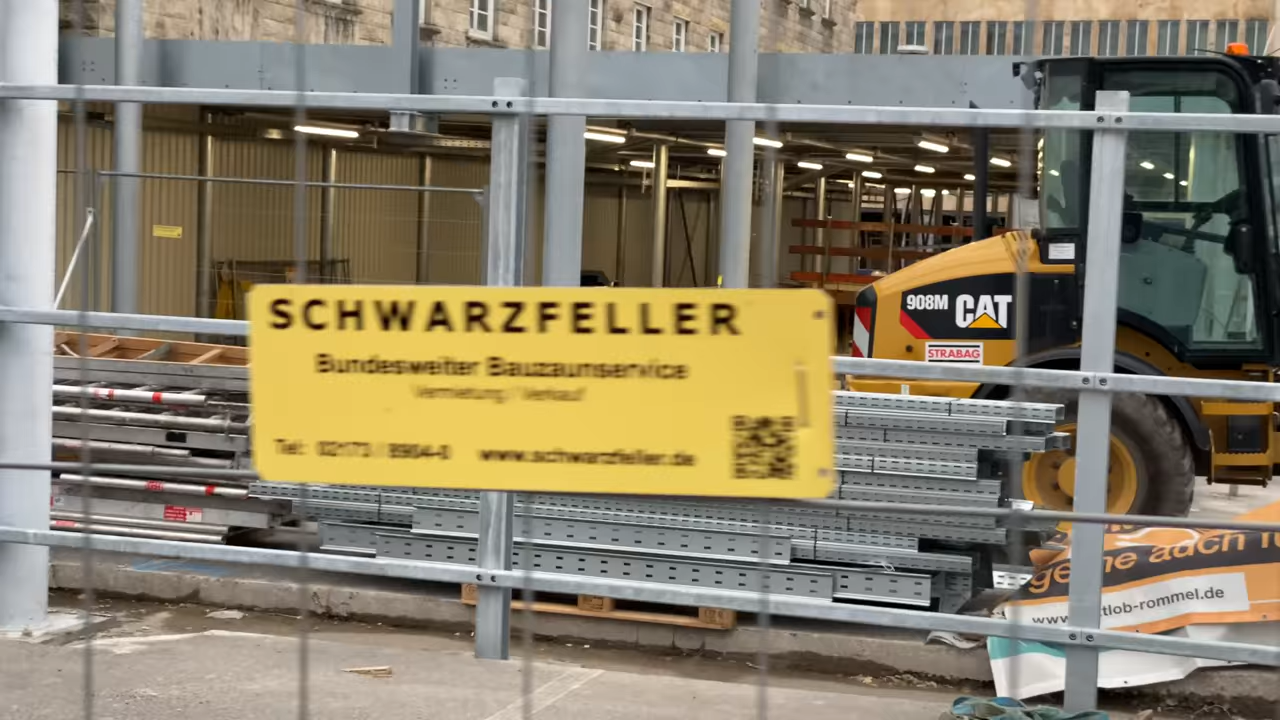 SCHWARZFELLER
Bundesweiter Bauzaunservice
Vermietung / Verkauf
Tel: 02173 / 8904-0 www.schwarzfeller.de
908M CAT
STRABAG
gerne auch
www. tlob-rommel.de